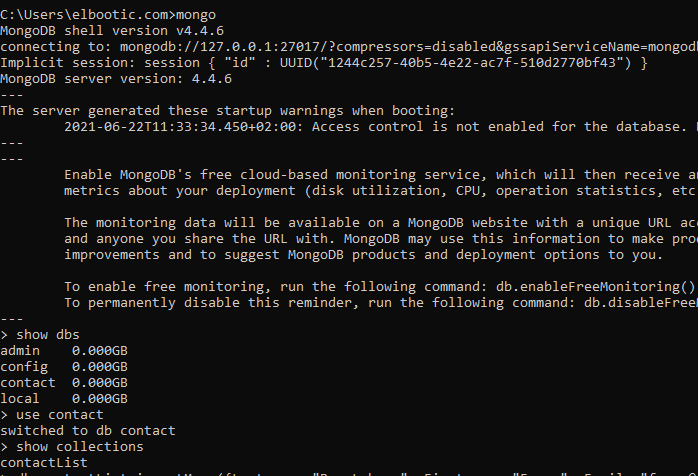 C:\Users\elbootic.com>mongo
MongoDB shell version v4.4.6
connecting to: mongodb://127.0.0.1:27017/?compressors=disabled&gssapiServiceName=mongod
Implicit session: session { "id" : UUID("1244c257-40b5-4e22-ac7f-510d2770bf43") }
MongoDB server version: 4.4.6
---
The server generated these startup warnings when booting:
2021-06-22T11:33:34.450+02:00: Access control is not enabled for the database.
---
---
Enable MongoDB's free cloud-based monitoring service, which will then receive
metrics about your deployment (disk utilization, CPU, operation statistics, etc
The monitoring data will be available on a MongoDB website with a unique URL acc
and anyone you share the URL with. MongoDB may use this information to make pro
improvements and to suggest MongoDB products and deployment options to you.
To enable free monitoring, run the following command: db.enableFreeMonitoring()
To permanently disable this reminder, run the following command: db.disableFree
---
> show dbs
admin 0.000GB
config 0.000GB
contact 0.000GB
local 0.000GB
> use contact
switched to db contact
> show collections
contactList